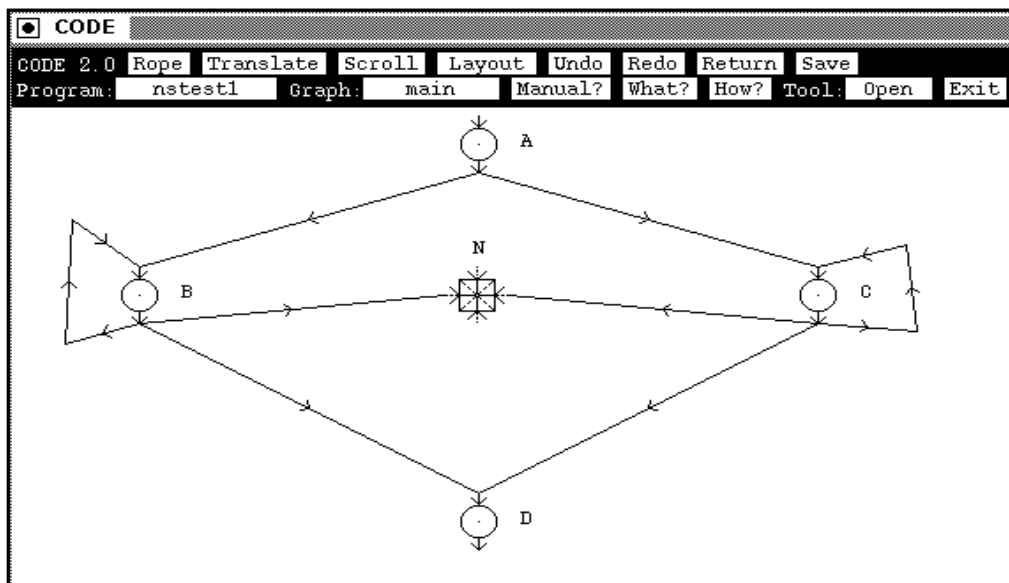 CODE
CODE 2.0 Rope Translate Scroll Layout Undo Redo Return Save
Program: nstest1 Graph: main Manual? What? How? Tool: Open Exit
A
N
B
C
D